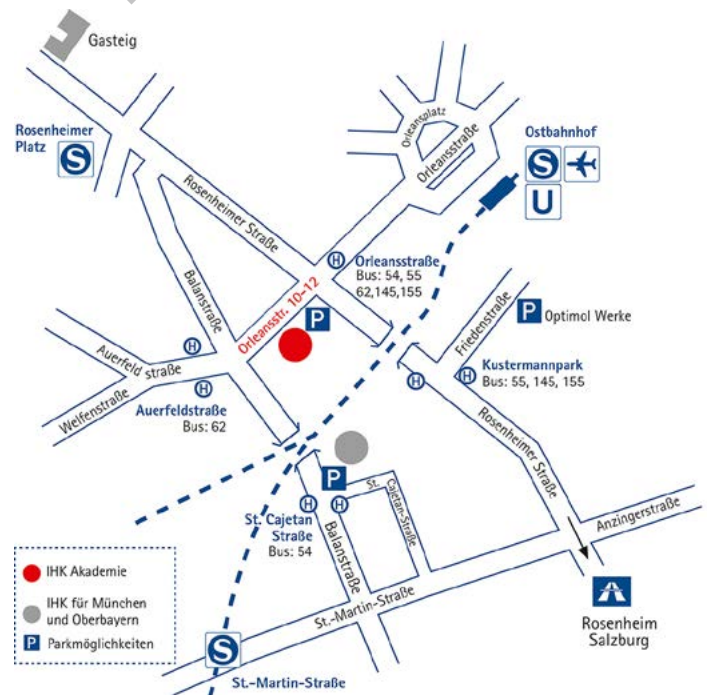 Gasteig
Rosenheimer
Platz
S
Rosenheimer Straße
Orleansplatz
Orleansstraße
Ostbahnhof
S
U
Balanstraße
H
Orleansstraße
Bus: 54, 55
62,145,155
Orleansstr. 10–12
P
Friedenstraße
P Optimol Werke
H
Auerfeld straße
Welfenstraße
H
Auerfeldstraße
Bus: 62
H
H
Kustermannpark
Bus: 55, 145, 155
Rosenheimer Straße
P
St.
Cajetan-Straße
H
H
St. Cajetan
Straße
Bus: 54
Balanstraße
Anzingerstraße
IHK Akademie
IHK für München
und Oberbayern
P Parkmöglichkeiten
St.-Martin-Straße
Rosenheim
Salzburg
S
St.-Martin-Straße